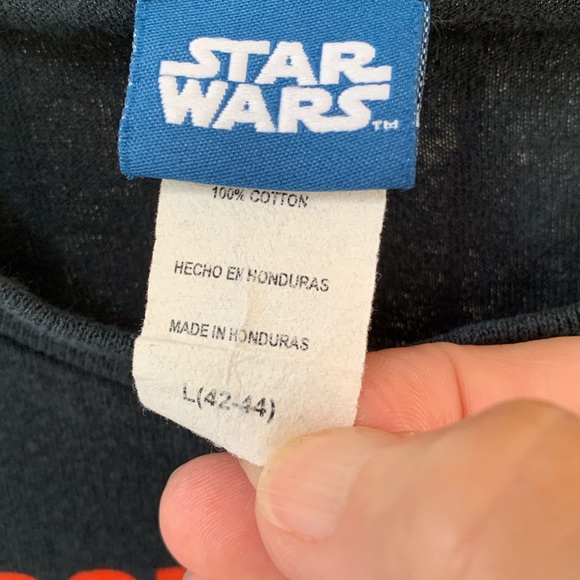 STAR
WARS TM
100% COTTON
HECHO EN HONDURAS
MADE IN HONDURAS
L(42-44)